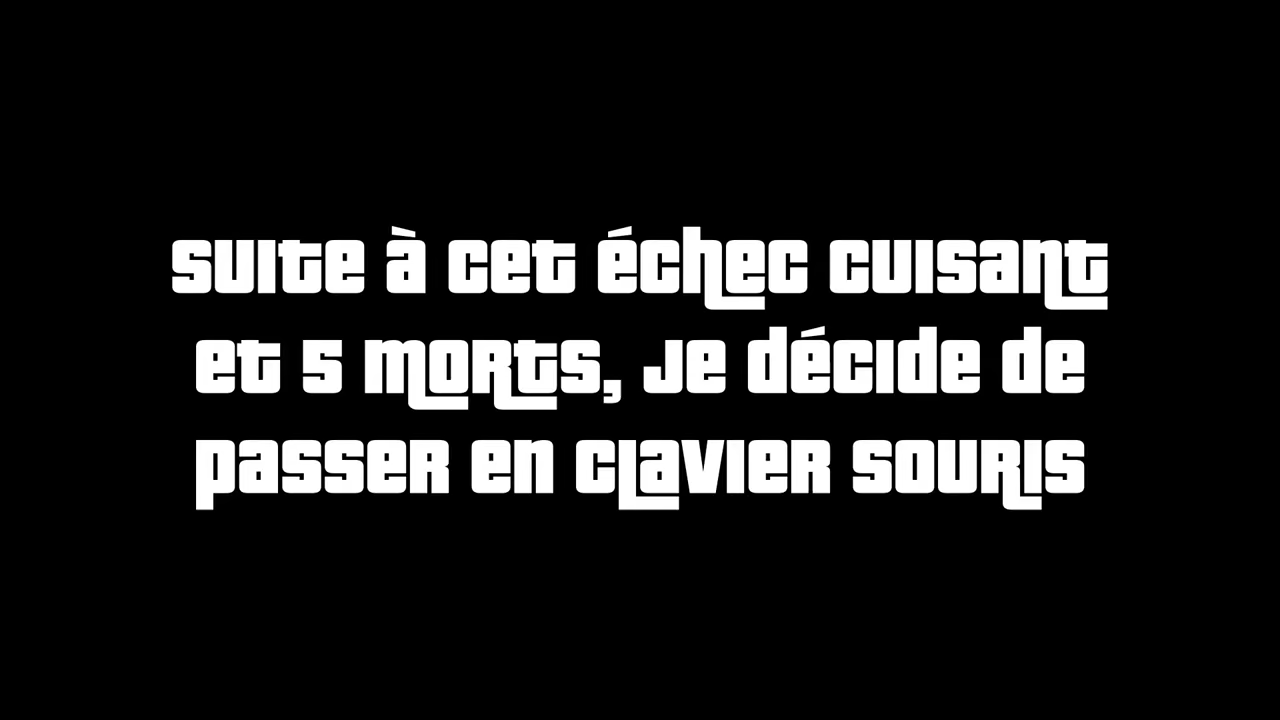 suite à cet échec cuisant
et 5 morts, je décide de
passer en clavier souris